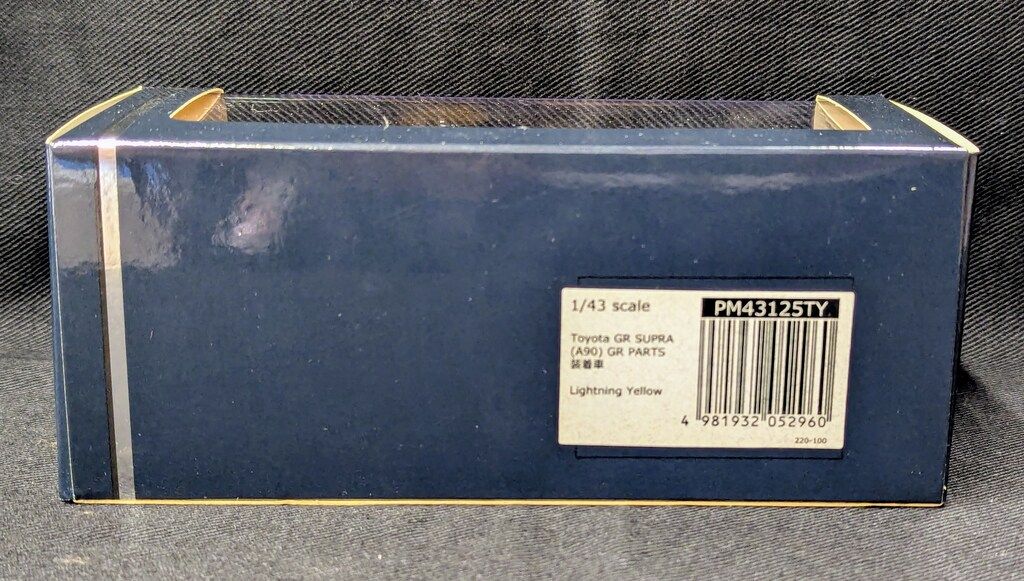 1/43 scale
PM43125TY
Toyota GR SUPRA
(A90) GR PARTS
装着車
Lightning Yellow
4 981932 052960
220-100